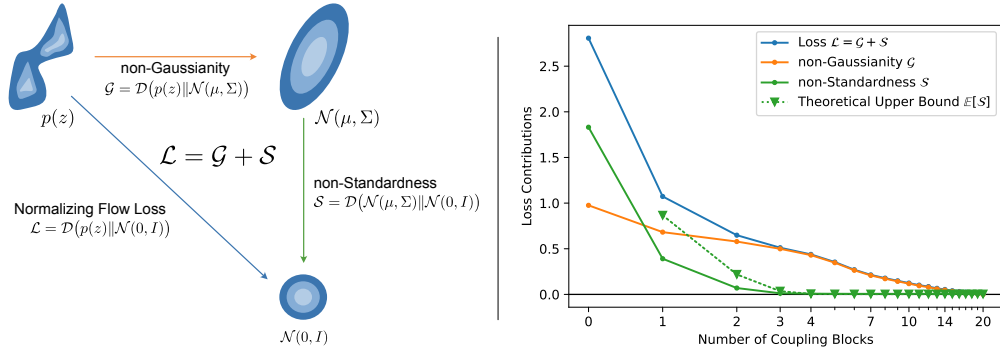 non-Gaussianity
𝒢 = 𝒟(p(z)‖𝒩(μ, Σ))
p(z)
𝒩(μ, Σ)
ℒ = 𝒢 + 𝒮
non-Standardness
𝒮 = 𝒟(𝒩(μ, Σ)‖𝒩(0, I))
Normalizing Flow Loss
ℒ = 𝒟(p(z)‖𝒩(0, I))
𝒩(0, I)
Loss Contributions
2.5
2.0
1.5
1.0
0.5
0.0
Loss ℒ = 𝒢 + 𝒮
non-Gaussianity 𝒢
non-Standardness 𝒮
Theoretical Upper Bound 𝔼[𝒮]
0 1 2 3 4 7 10 14 20
Number of Coupling Blocks